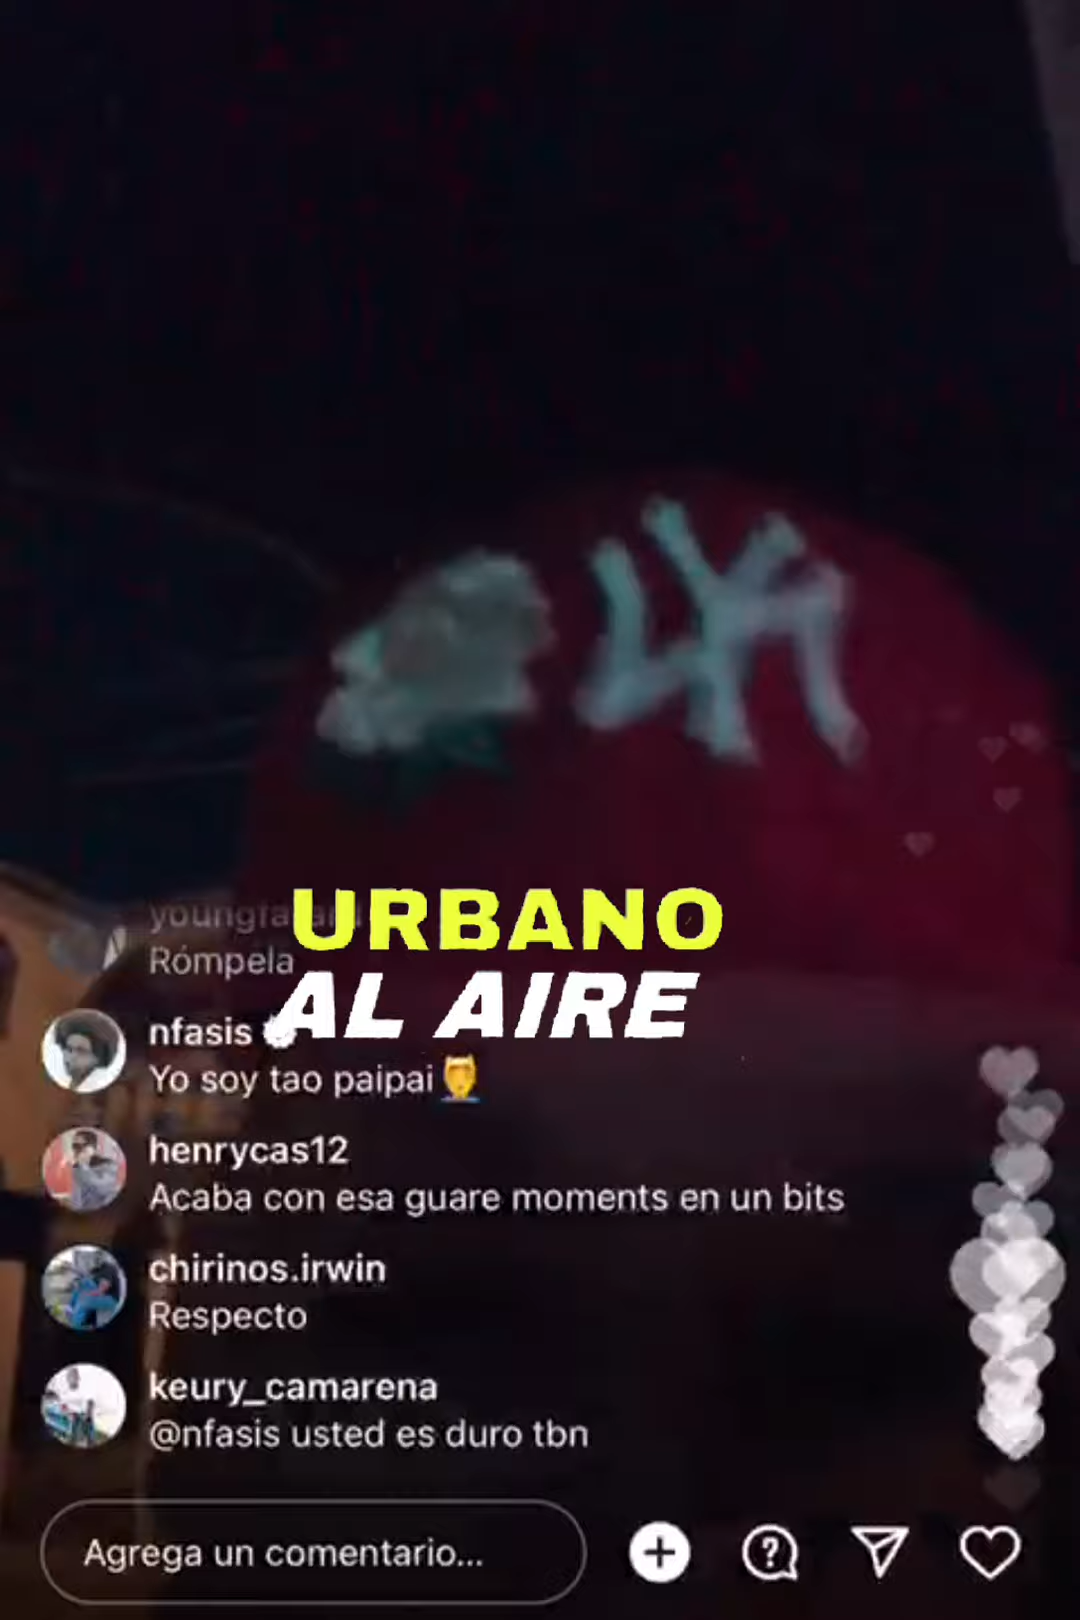 URBANO
AL AIRE
Rómpela
nfasis
Yo soy tao paipai
henrycas12
Acaba con esa guare moments en un bits
chirinos.irwin
Respecto
keury_camarena
@nfasis usted es duro tbn
Agrega un comentario...